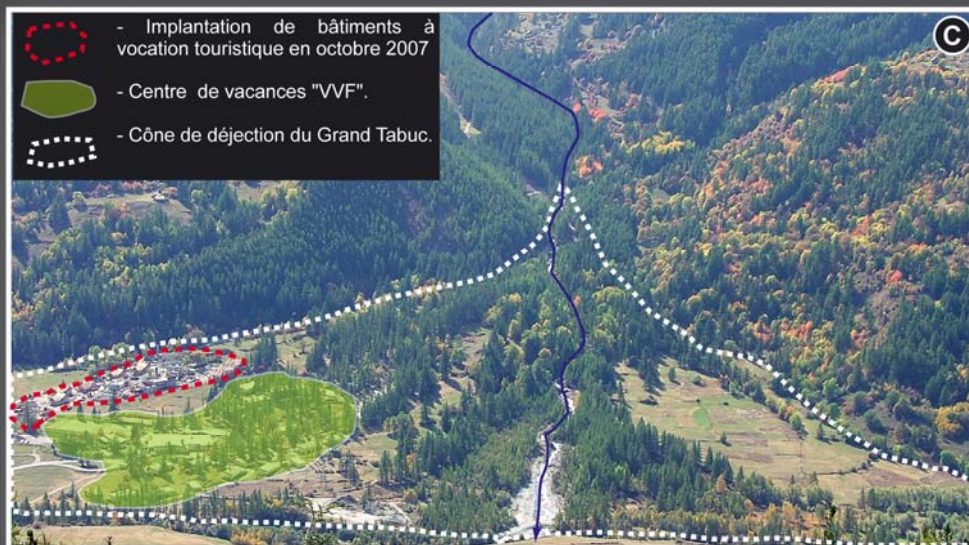 - Implantation de bâtiments à
vocation touristique en octobre 2007
C
- Centre de vacances "VVF".
- Cône de déjection du Grand Tabuc.